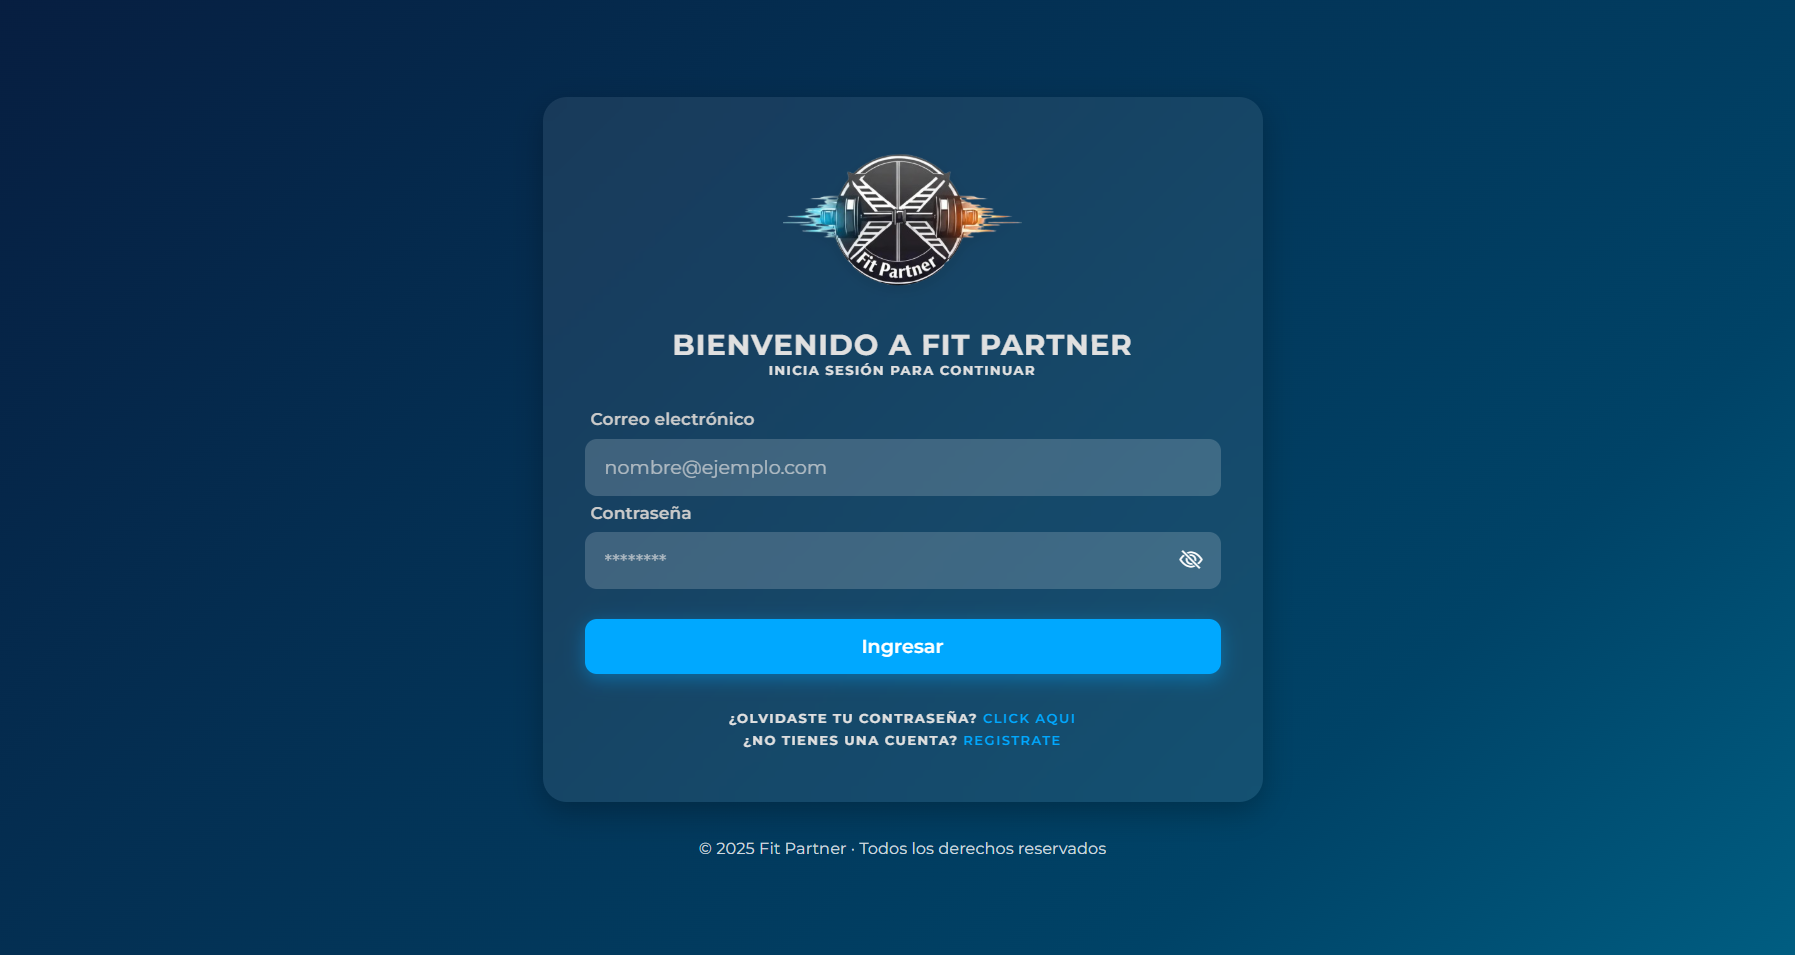 Fit Partner
BIENVENIDO A FIT PARTNER
INICIA SESIÓN PARA CONTINUAR
Correo electrónico
nombre@ejemplo.com
Contraseña
********
Ingresar
¿OLVIDASTE TU CONTRASEÑA? CLICK AQUI
¿NO TIENES UNA CUENTA? REGISTRATE
© 2025 Fit Partner · Todos los derechos reservados